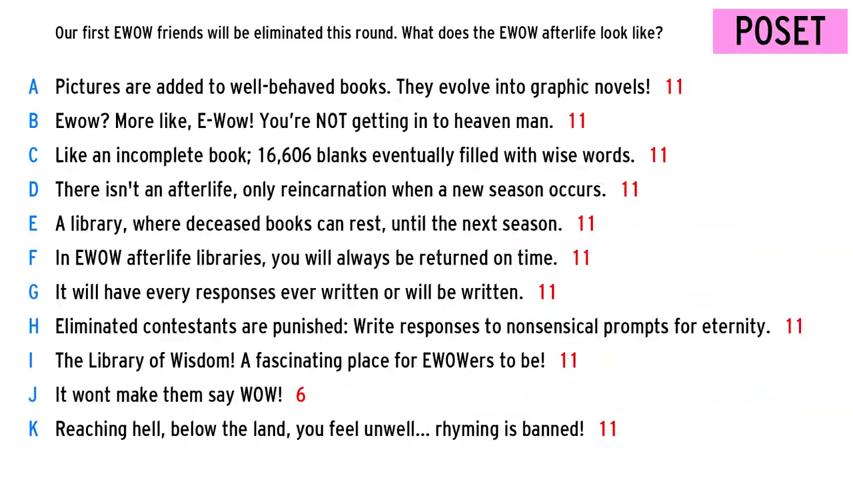 Our first EWOW friends will be eliminated this round. What does the EWOW afterlife look like?
POSET
A Pictures are added to well-behaved books. They evolve into graphic novels! 11
B Ewow? More like, E-Wow! You're NOT getting in to heaven man. 11
C Like an incomplete book; 16,606 blanks eventually filled with wise words. 11
D There isn't an afterlife, only reincarnation when a new season occurs. 11
E A library, where deceased books can rest, until the next season. 11
F In EWOW afterlife libraries, you will always be returned on time. 11
G It will have every responses ever written or will be written. 11
H Eliminated contestants are punished: Write responses to nonsensical prompts for eternity. 11
I The Library of Wisdom! A fascinating place for EWOWers to be! 11
J It wont make them say WOW! 6
K Reaching hell, below the land, you feel unwell... rhyming is banned! 11